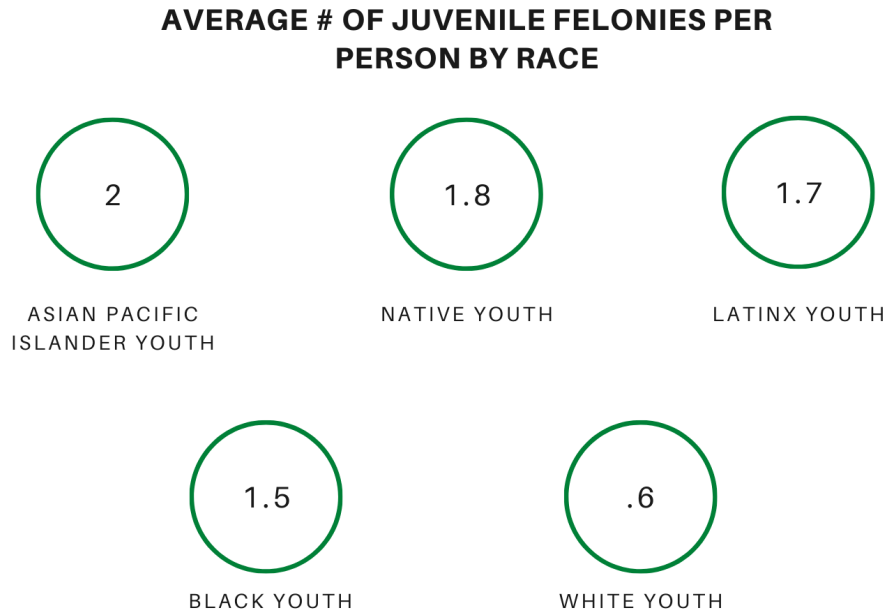 AVERAGE # OF JUVENILE FELONIES PER
PERSON BY RACE
2
1.8
1.7
ASIAN PACIFIC
ISLANDER YOUTH
NATIVE YOUTH
LATINX YOUTH
1.5
.6
BLACK YOUTH
WHITE YOUTH